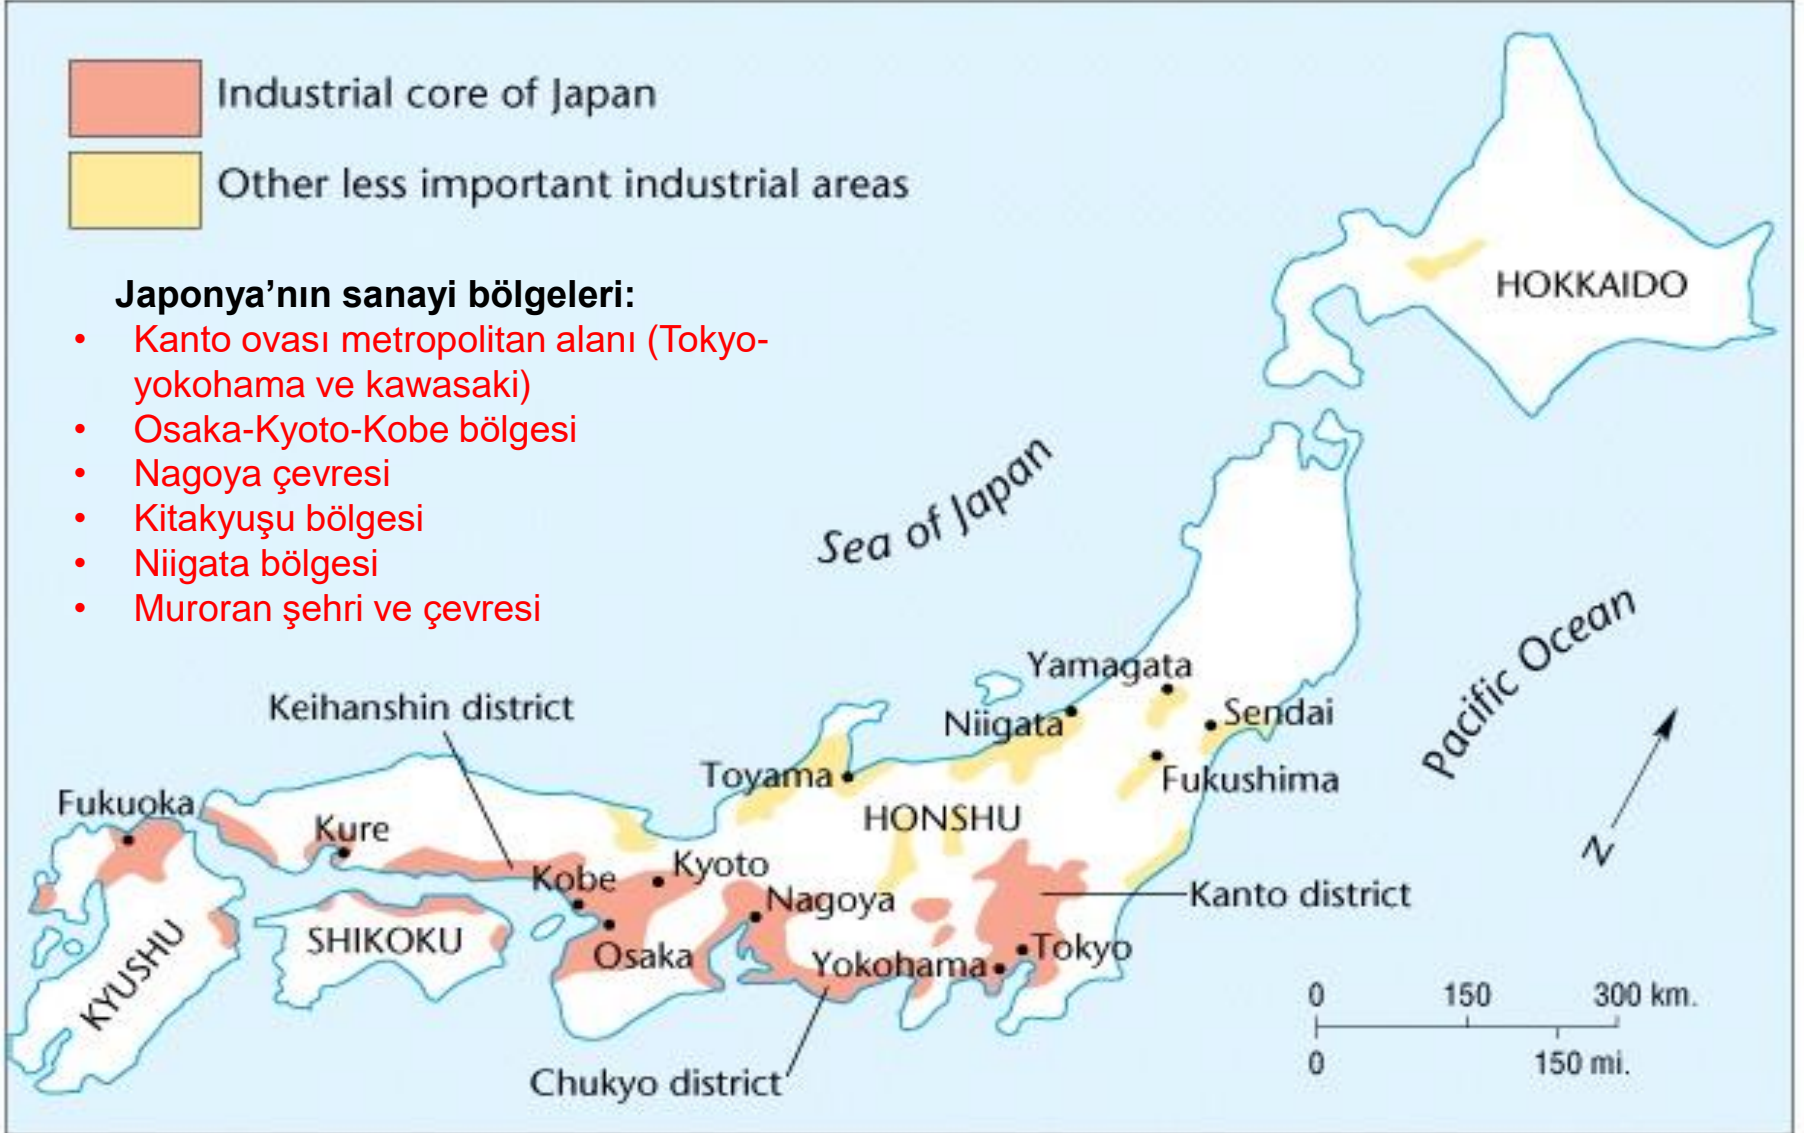 Industrial core of Japan
Other less important industrial areas
Japonya’nın sanayi bölgeleri:
• Kanto ovası metropolitan alanı (Tokyo-
yokohama ve kawasaki)
• Osaka-Kyoto-Kobe bölgesi
• Nagoya çevresi
• Kitakyuşu bölgesi
• Niigata bölgesi
• Muroran şehri ve çevresi
HOKKAIDO
Sea of Japan
Pacific Ocean
Yamagata
Keihanshin district
Niigata
Sendai
Toyama
Fukushima
Fukuoka
HONSHU
Kure
N
Kyoto
Kobe
Nagoya
Kanto district
SHIKOKU
Osaka
Yokohama
Tokyo
KYUSHU
0 150 300 km.
0 150 mi.
Chukyo district